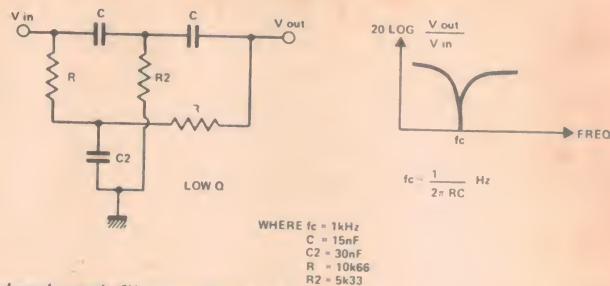 V in
C
C
V out
R
R2
R
C2
LOW Q
20 LOG V out
V in
fc
FREQ
fc = 1
2π RC Hz
WHERE fc = 1kHz
C = 15nF
C2 = 30nF
R = 10k66
R2 = 5k33